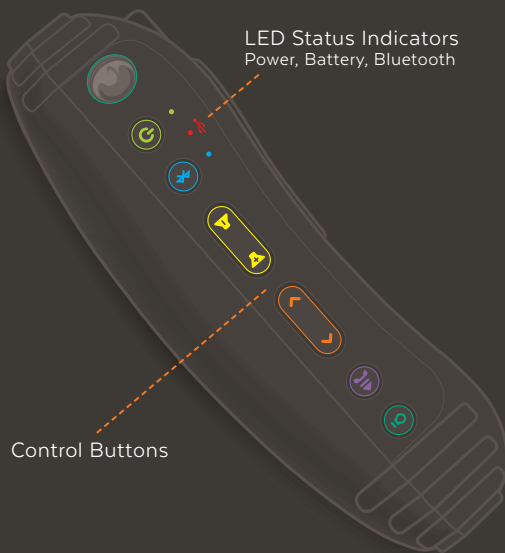 LED Status Indicators
Power, Battery, Bluetooth
Control Buttons